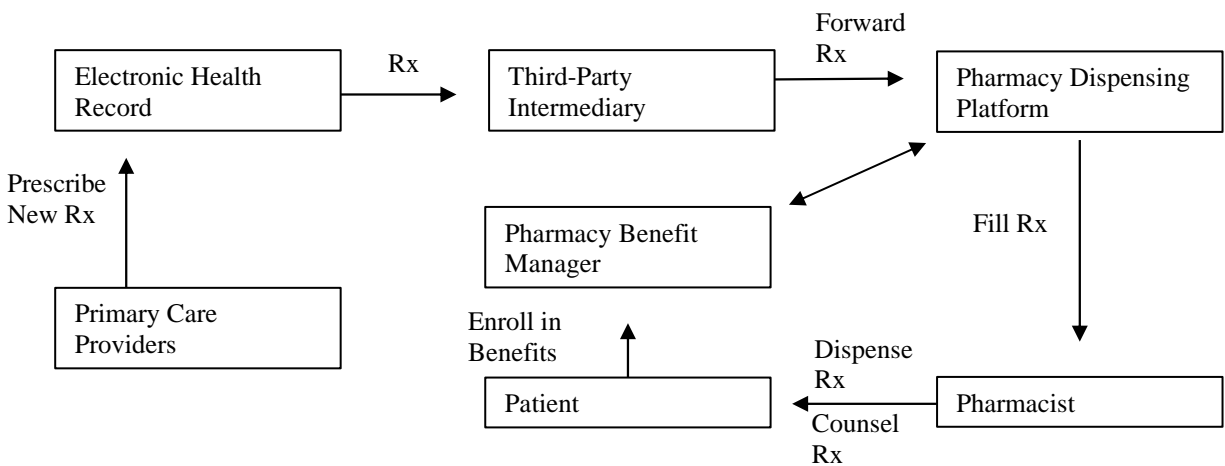 Forward
Rx
Electronic Health
Record
Rx
Third-Party
Intermediary
Pharmacy Dispensing
Platform
Prescribe
New Rx
Pharmacy Benefit
Manager
Fill Rx
Primary Care
Providers
Enroll in
Benefits
Dispense
Rx
Patient
Pharmacist
Counsel
Rx